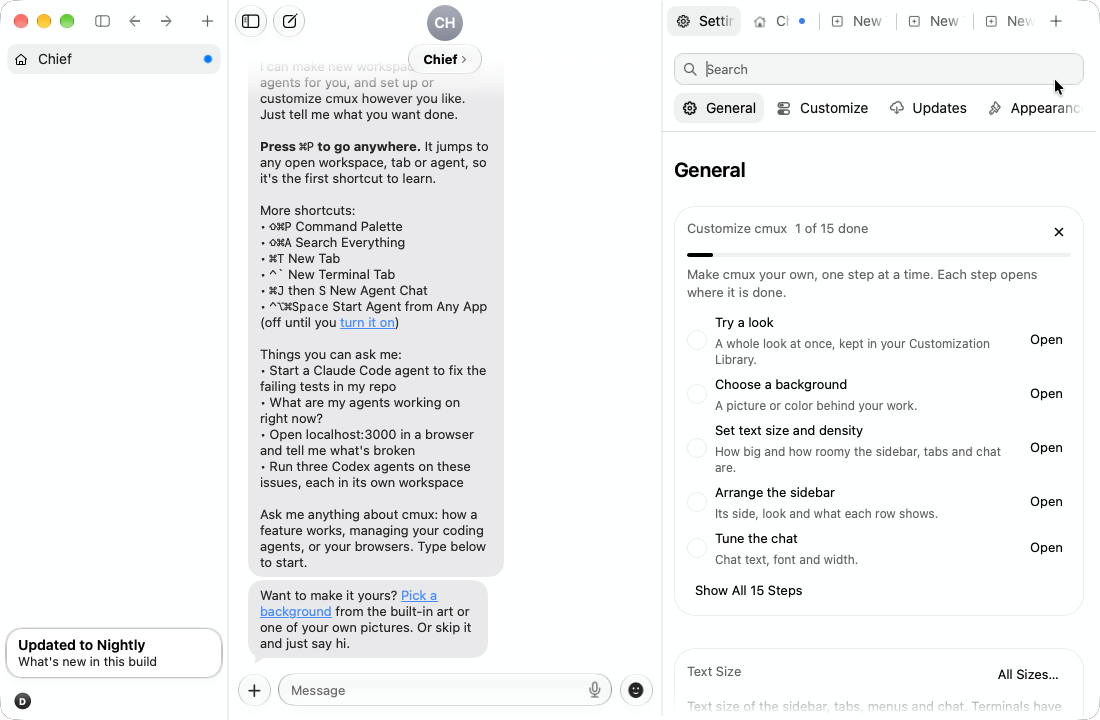 Chief
Updated to Nightly
What's new in this build
D
CH
Chief
I can make new workspac
agents for you, and set up or
customize cmux however you like.
Just tell me what you want done.
Press ⌘P to go anywhere. It jumps to
any open workspace, tab or agent, so
it's the first shortcut to learn.
More shortcuts:
• ⇧⌘P Command Palette
• ⇧⌘A Search Everything
• ⌘T New Tab
• ^` New Terminal Tab
• ⌘J then S New Agent Chat
• ^⌥⌘Space Start Agent from Any App
(off until you turn it on)
Things you can ask me:
• Start a Claude Code agent to fix the
failing tests in my repo
• What are my agents working on
right now?
• Open localhost:3000 in a browser
and tell me what's broken
• Run three Codex agents on these
issues, each in its own workspace
Ask me anything about cmux: how a
feature works, managing your coding
agents, or your browsers. Type below
to start.
Want to make it yours? Pick a
background from the built-in art or
one of your own pictures. Or skip it
and just say hi.
Message
Settin Ch New New New
Search
General Customize Updates Appearanc
General
Customize cmux 1 of 15 done
Make cmux your own, one step at a time. Each step opens
where it is done.
Try a look
A whole look at once, kept in your Customization
Library.
Open
Choose a background
A picture or color behind your work.
Open
Set text size and density
How big and how roomy the sidebar, tabs and chat
are.
Open
Arrange the sidebar
Its side, look and what each row shows.
Open
Tune the chat
Chat text, font and width.
Open
Show All 15 Steps
Text Size
All Sizes...
Text size of the sidebar, tabs, menus and chat. Terminals have